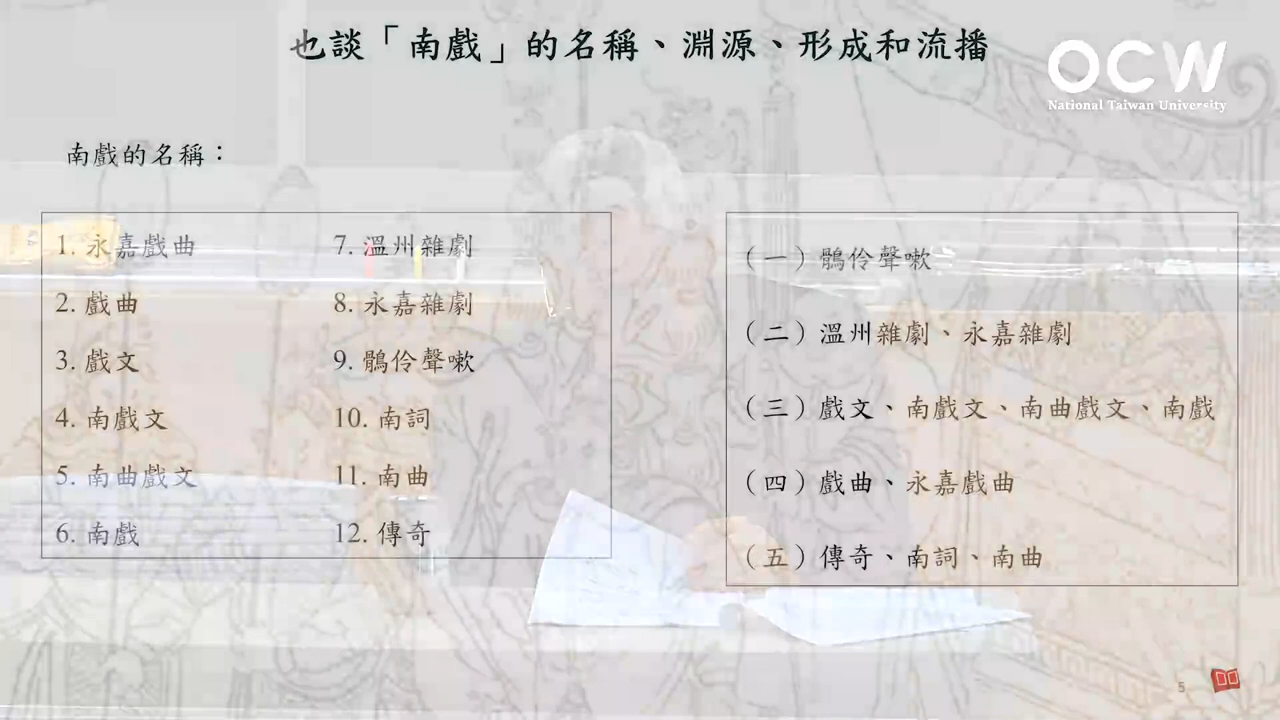 也談「南戲」的名稱、淵源、形成和流播
OCW
National Taiwan University
南戲的名稱：
1. 永嘉戲曲
2. 戲曲
3. 戲文
4. 南戲文
5. 南曲戲文
6. 南戲
7. 溫州雜劇
8. 永嘉雜劇
9. 鶻伶聲嗽
10. 南詞
11. 南曲
12. 傳奇
（一）鶻伶聲嗽
（二）溫州雜劇、永嘉雜劇
（三）戲文、南戲文、南曲戲文、南戲
（四）戲曲、永嘉戲曲
（五）傳奇、南詞、南曲
5